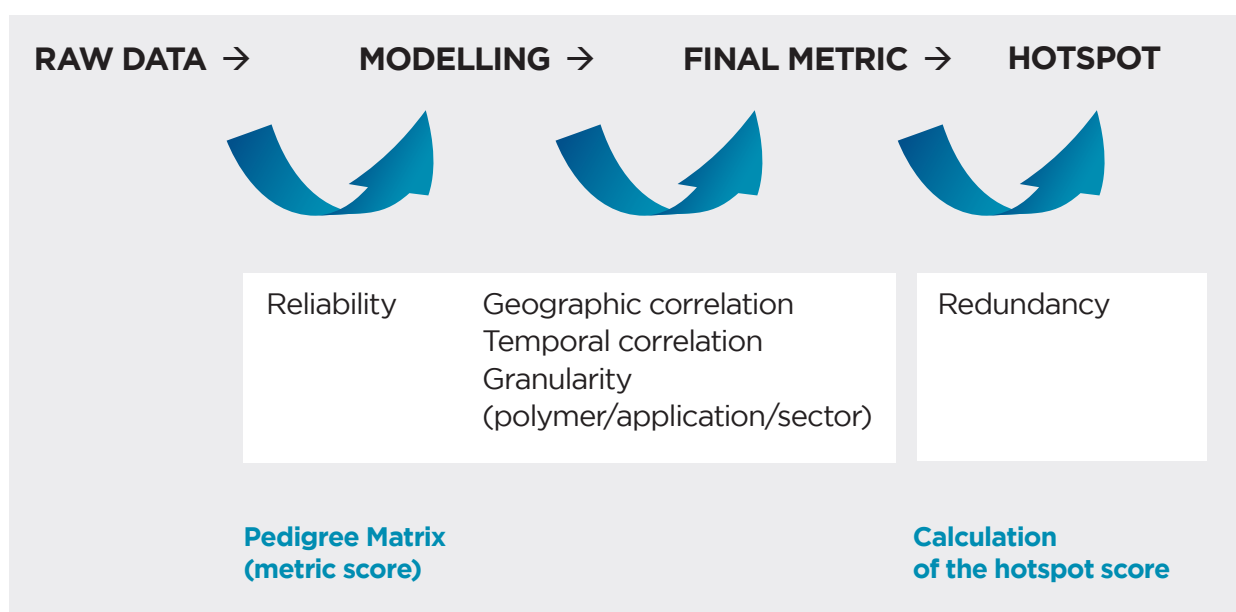 RAW DATA → MODELLING → FINAL METRIC → HOTSPOT
Reliability
Geographic correlation
Temporal correlation
Granularity
(polymer/application/sector)
Redundancy
Pedigree Matrix
(metric score)
Calculation
of the hotspot score